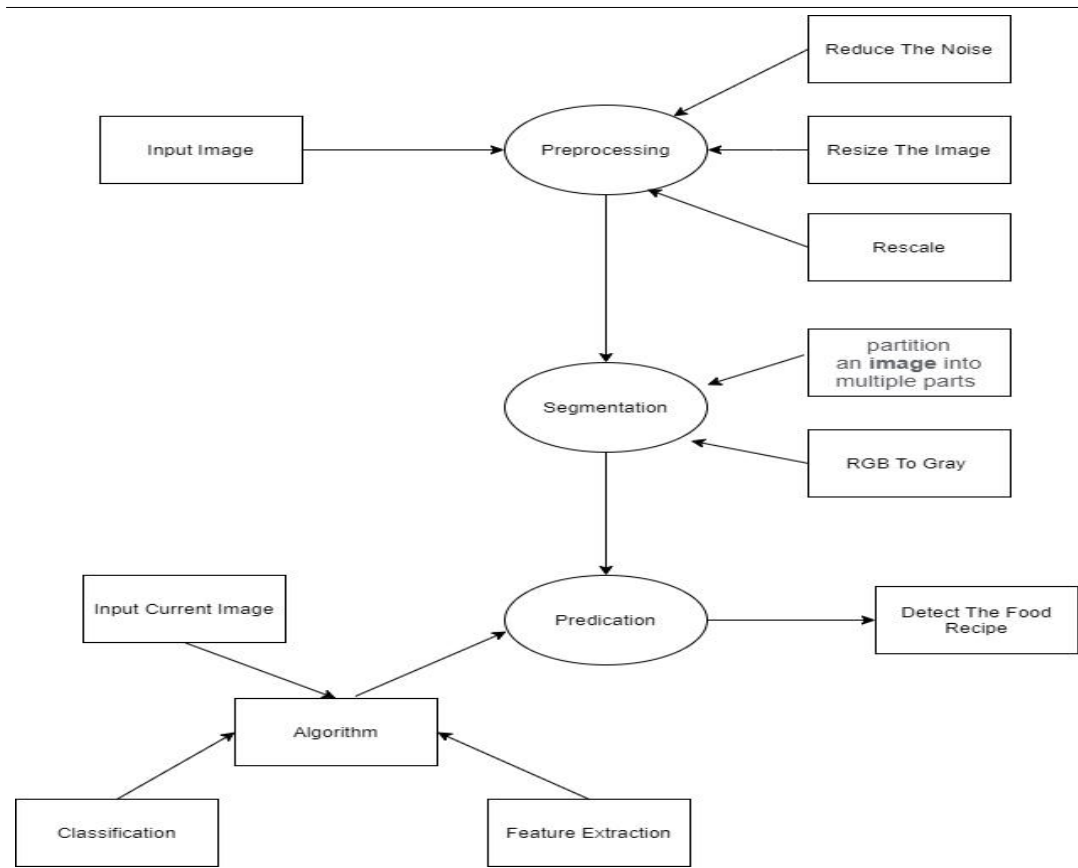 Reduce The Noise
Input Image
Preprocessing
Resize The Image
Rescale
partition
an image into
multiple parts
Segmentation
RGB To Gray
Input Current Image
Predication
Detect The Food
Recipe
Algorithm
Classification
Feature Extraction